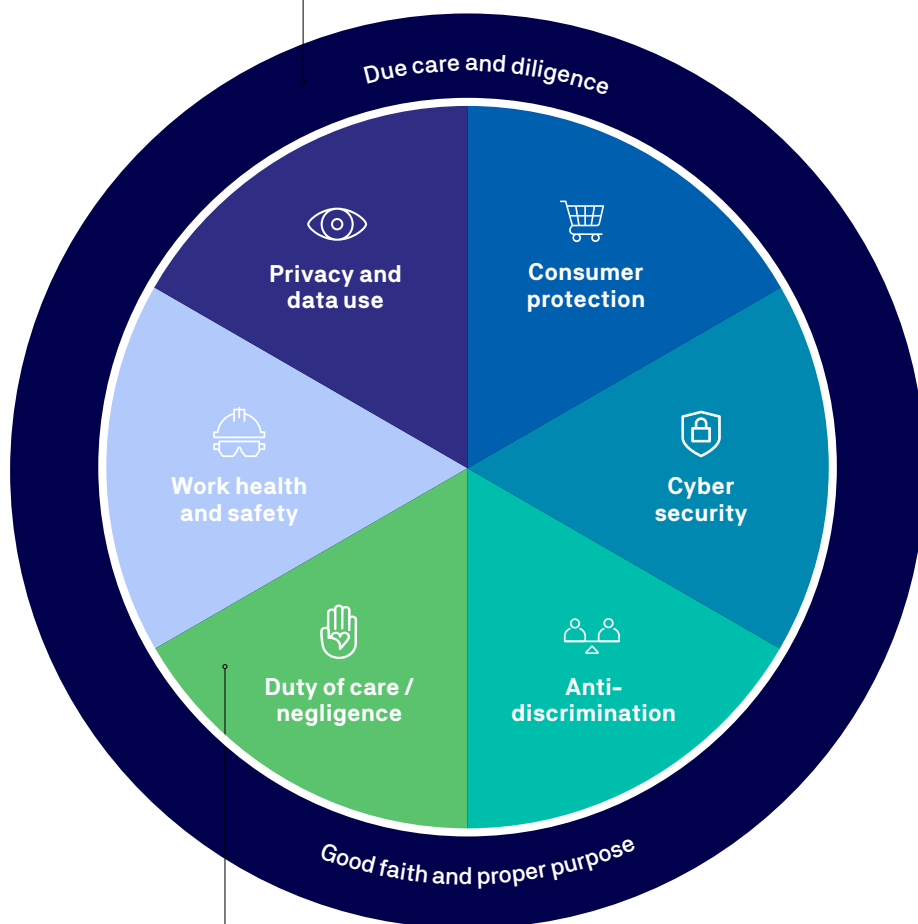 Due care and diligence
Privacy and
data use
Consumer
protection
Work health
and safety
Cyber
security
Duty of care /
negligence
Anti-
discrimination
Good faith and proper purpose